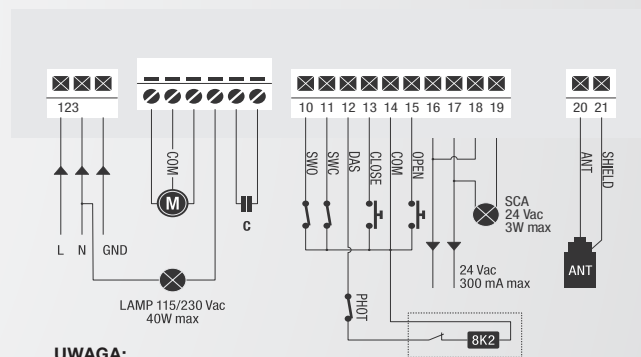 123
10 11 12 13 14 15 16 17 18 19
20 21
COM
SWO
SWC
DAS
CLOSE
COM
OPEN
ANT
SHIELD
M
C
L N GND
SCA
24 Vac
3W max
24 Vac
300 mA max
ANT
LAMP 115/230 Vac
40W max
PHOT
8K2
UWAGA: